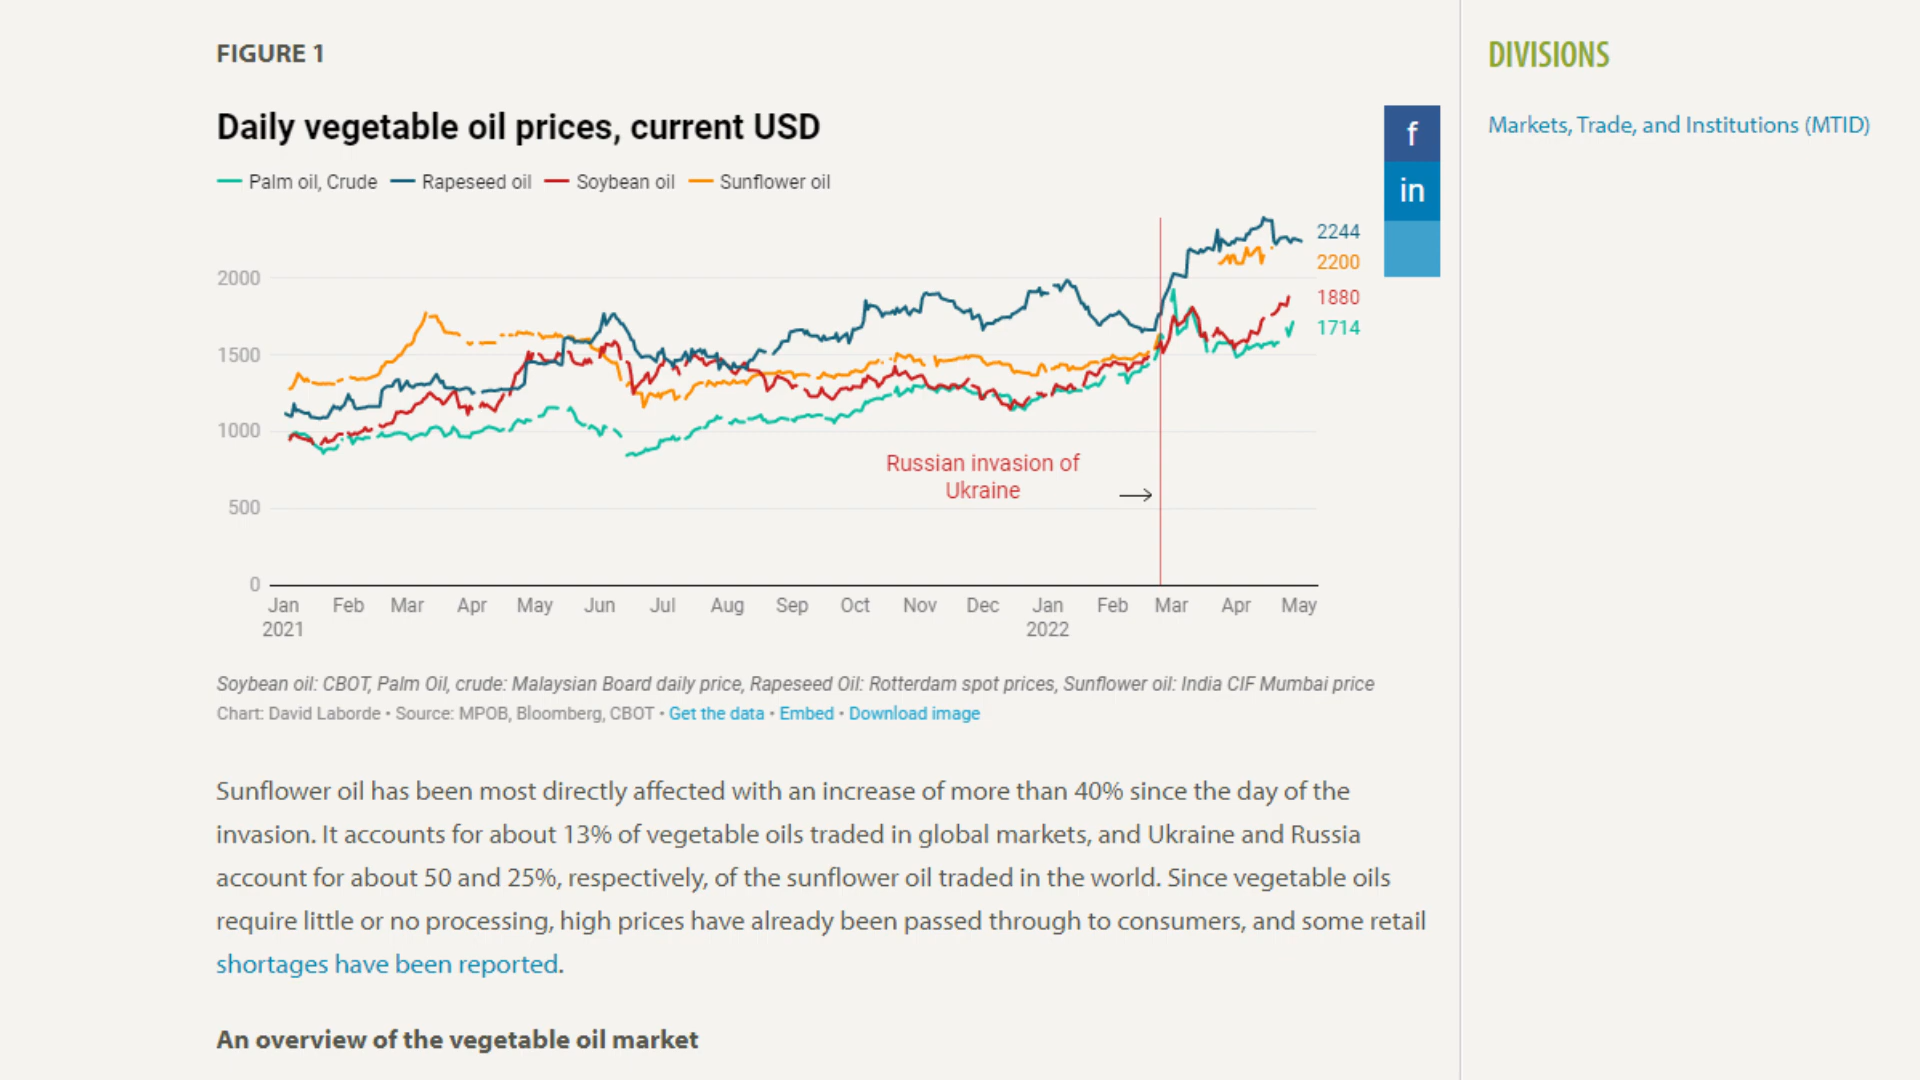 FIGURE 1
DIVISIONS
Markets, Trade, and Institutions (MTID)
Daily vegetable oil prices, current USD
f
in
Palm oil, Crude Rapeseed oil Soybean oil Sunflower oil
2244
2200
1880
1714
2000
1500
1000
500
0
Russian invasion of
Ukraine
Jan Feb Mar Apr May Jun Jul Aug Sep Oct Nov Dec Jan Feb Mar Apr May
2021 2022
Soybean oil: CBOT, Palm Oil, crude: Malaysian Board daily price, Rapeseed Oil: Rotterdam spot prices, Sunflower oil: India CIF Mumbai price
Chart: David Laborde • Source: MPOB, Bloomberg, CBOT • Get the data • Embed • Download image
Sunflower oil has been most directly affected with an increase of more than 40% since the day of the
invasion. It accounts for about 13% of vegetable oils traded in global markets, and Ukraine and Russia
account for about 50 and 25%, respectively, of the sunflower oil traded in the world. Since vegetable oils
require little or no processing, high prices have already been passed through to consumers, and some retail
shortages have been reported.
An overview of the vegetable oil market